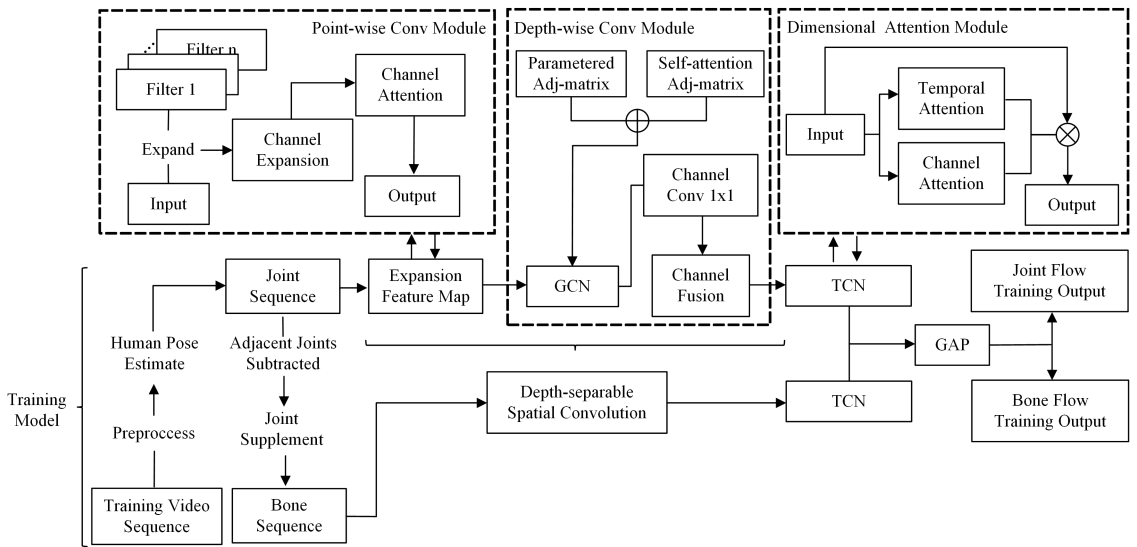 Point-wise Conv Module
Filter n
Filter 1
Expand
Input
Channel
Expansion
Channel
Attention
Output
Depth-wise Conv Module
Parametered
Adj-matrix
Self-attention
Adj-matrix
Channel
Conv 1x1
GCN
Channel
Fusion
Dimensional Attention Module
Input
Temporal
Attention
Channel
Attention
Output
Training
Model
Joint
Sequence
Expansion
Feature Map
TCN
Joint Flow
Training Output
Human Pose
Estimate
Adjacent Joints
Subtracted
GAP
Depth-separable
Spatial Convolution
TCN
Bone Flow
Training Output
Preproccess
Joint
Supplement
Training Video
Sequence
Bone
Sequence